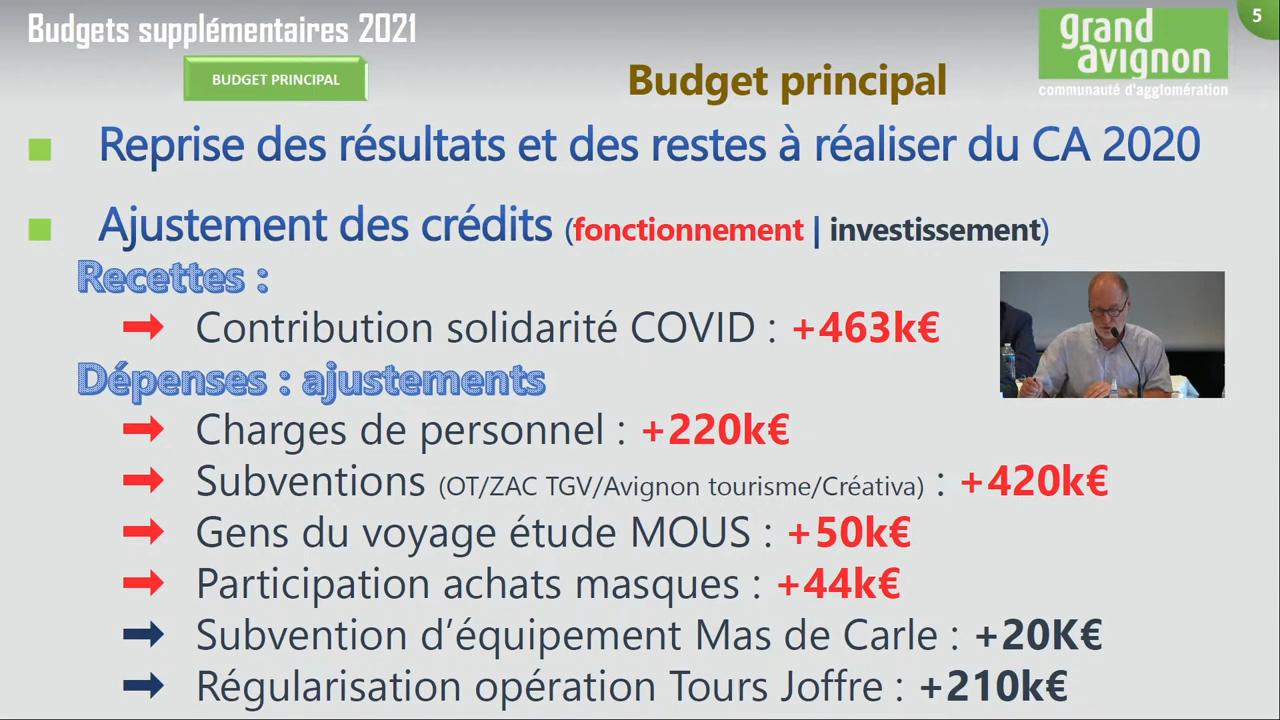 Budgets supplémentaires 2021
5
grand
avignon
communauté d'agglomération
BUDGET PRINCIPAL
Budget principal
Reprise des résultats et des restes à réaliser du CA 2020
Ajustement des crédits (fonctionnement | investissement)
Recettes :
Contribution solidarité COVID : +463k€
Dépenses : ajustements
Charges de personnel : +220k€
Subventions (OT/ZAC TGV/Avignon tourisme/Créativa) : +420k€
Gens du voyage étude MOUS : +50k€
Participation achats masques : +44k€
Subvention d’équipement Mas de Carle : +20K€
Régularisation opération Tours Joffre : +210k€